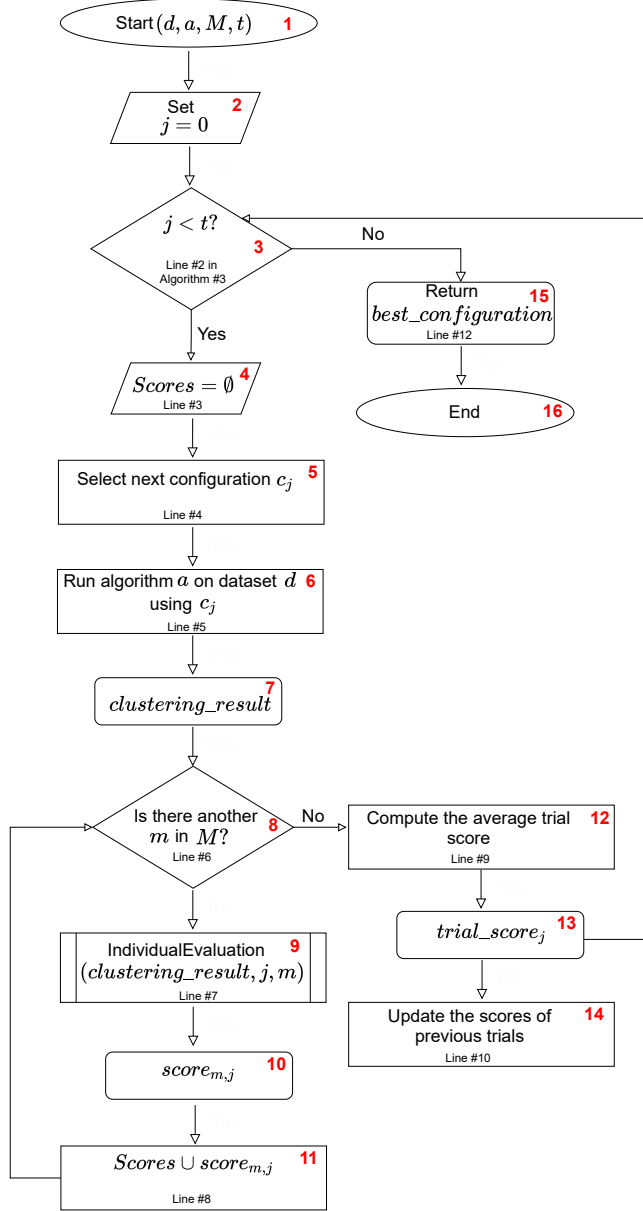 Start (d, a, M, t) 1
Set 2
j = 0
j < t?
3
Line #2 in
Algorithm #3
No
Return 15
best_configuration
Line #12
Yes
End 16
Scores = ∅ 4
Line #3
Select next configuration c_j 5
Line #4
Run algorithm a on dataset d 6
using c_j
Line #5
7
clustering_result
Is there another
m in M? 8
Line #6
No
Compute the average trial 12
score
Line #9
trial_score_j 13
Update the scores of 14
previous trials
Line #10
IndividualEvaluation 9
(clustering_result, j, m)
Line #7
score_{m,j} 10
Scores ∪ score_{m,j} 11
Line #8